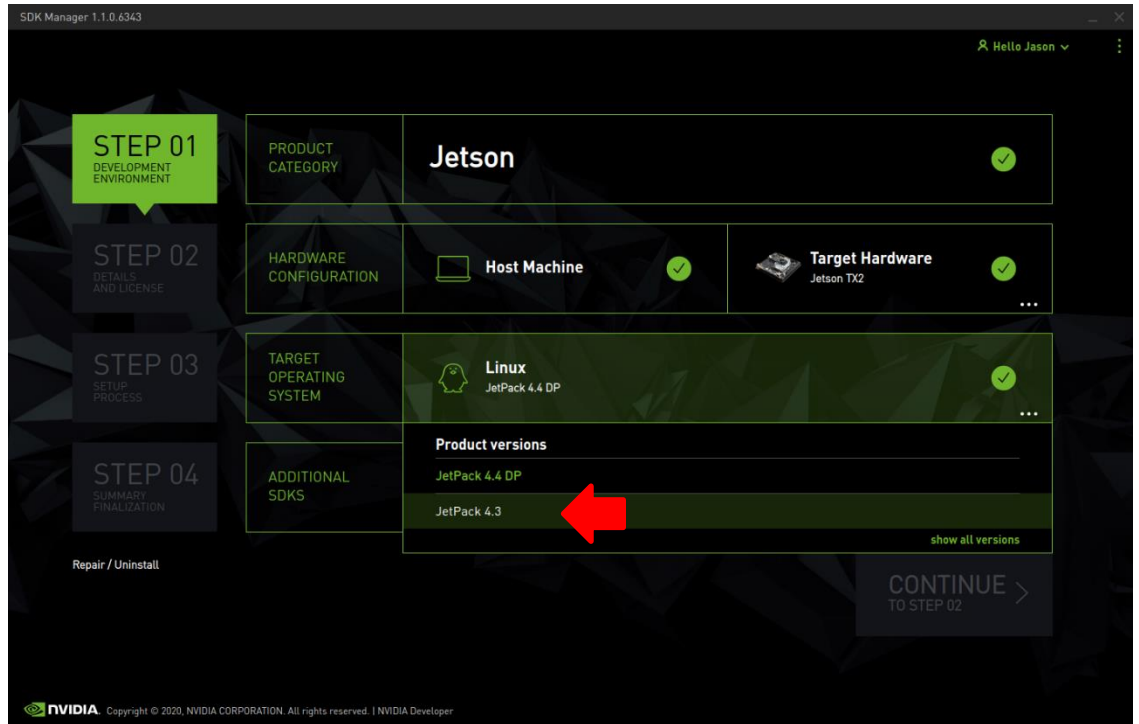 SDK Manager 1.1.0.6343
Hello Jason
STEP 01
DEVELOPMENT
ENVIRONMENT
PRODUCT
CATEGORY
Jetson
STEP 02
DETAILS
AND LICENSE
HARDWARE
CONFIGURATION
Host Machine
Target Hardware
Jetson TX2
...
STEP 03
SETUP
PROCESS
TARGET
OPERATING
SYSTEM
Linux
JetPack 4.4 DP
...
Product versions
JetPack 4.4 DP
JetPack 4.3
show all versions
STEP 04
SUMMARY
FINALIZATION
ADDITIONAL
SDKS
Repair / Uninstall
CONTINUE >
TO STEP 02
NVIDIA. Copyright © 2020, NVIDIA CORPORATION. All rights reserved. | NVIDIA Developer